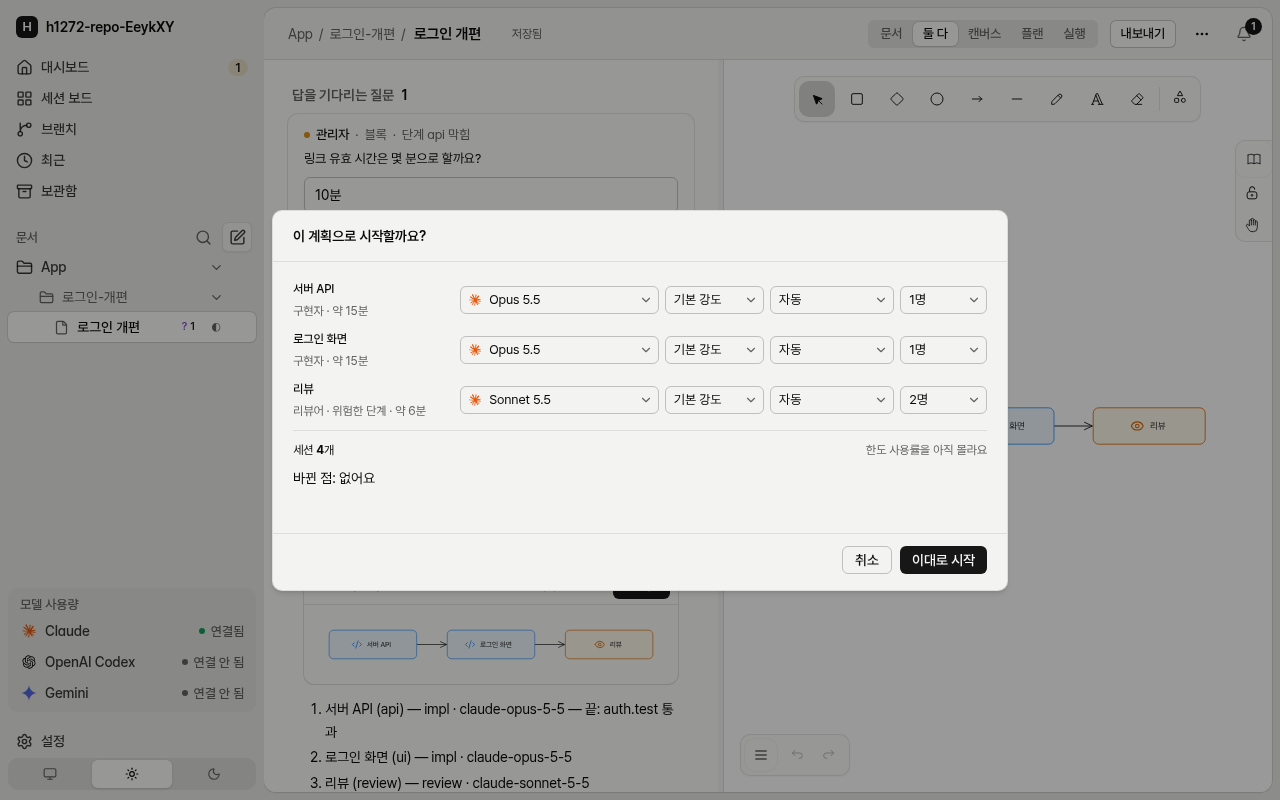 H h1272-repo-EeykXY
대시보드 1
세션 보드
브랜치
최근
보관함
문서
App
로그인-개편
로그인 개편 ? 1
모델 사용량
Claude 연결됨
OpenAI Codex 연결 안 됨
Gemini 연결 안 됨
설정
App / 로그인-개편 / 로그인 개편 저장됨
문서 둘 다 캔버스 플랜 실행 내보내기 1
답을 기다리는 질문 1
관리자 · 블록 · 단계 api 막힘
링크 유효 시간은 몇 분으로 할까요?
10분
이 계획으로 시작할까요?
서버 API
구현자 · 약 15분
Opus 5.5 기본 강도 자동 1명
로그인 화면
구현자 · 약 15분
Opus 5.5 기본 강도 자동 1명
리뷰
리뷰어 · 위험한 단계 · 약 6분
Sonnet 5.5 기본 강도 자동 2명
세션 4개 한도 사용률을 아직 몰라요
바뀐 점: 없어요
취소 이대로 시작
화면 리뷰
서버 API 로그인 화면 리뷰
1. 서버 API (api) — impl · claude-opus-5-5 — 끝: auth.test 통
과
2. 로그인 화면 (ui) — impl · claude-opus-5-5
3. 리뷰 (review) — review · claude-sonnet-5-5